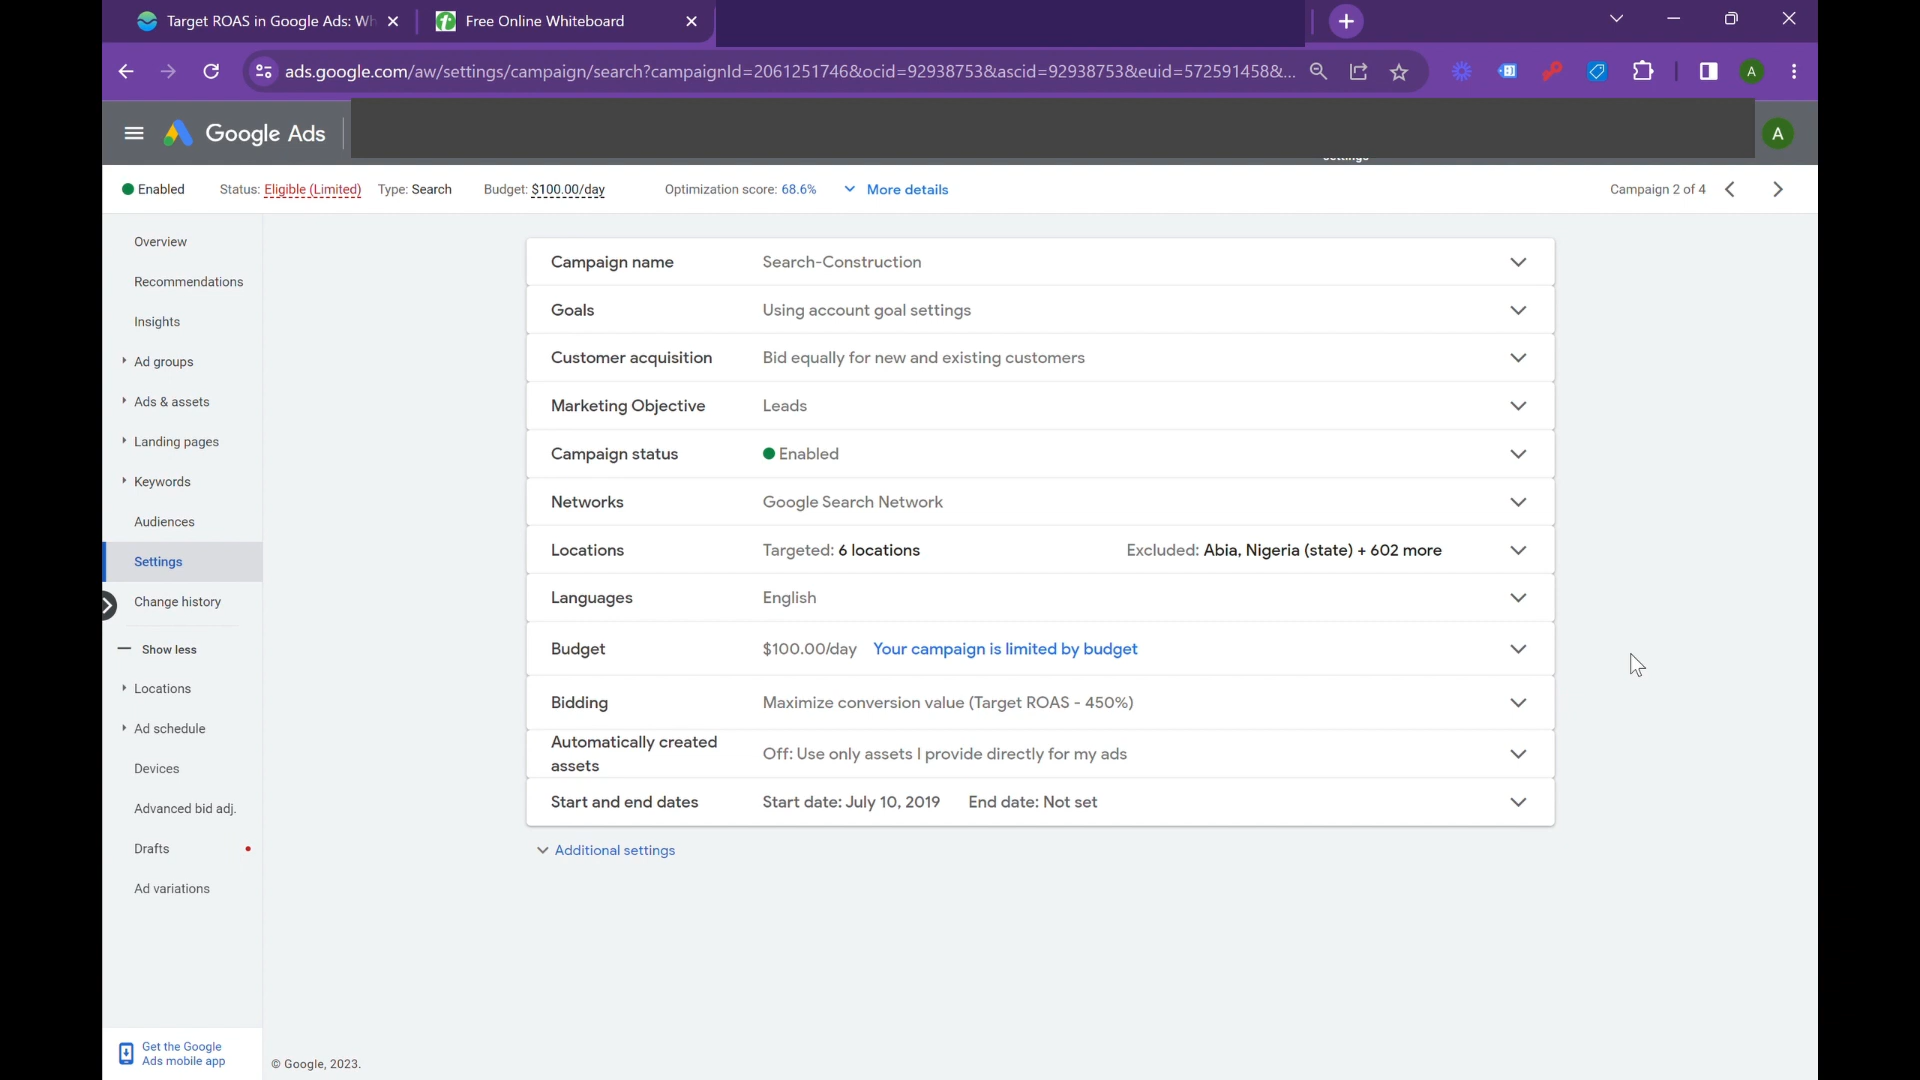 Target ROAS in Google Ads: Wh
Free Online Whiteboard
ads.google.com/aw/settings/campaign/search?campaignId=2061251746&ocid=92938753&ascid=92938753&euid=572591458&...
A
Google Ads
A
Enabled Status: Eligible (Limited) Type: Search Budget: $100.00/day Optimization score: 68.6% More details Campaign 2 of 4
Overview
Recommendations
Insights
Ad groups
Ads & assets
Landing pages
Keywords
Audiences
Settings
Change history
Show less
Locations
Ad schedule
Devices
Advanced bid adj.
Drafts
Ad variations
Get the Google
Ads mobile app
Campaign name Search-Construction
Goals Using account goal settings
Customer acquisition Bid equally for new and existing customers
Marketing Objective Leads
Campaign status Enabled
Networks Google Search Network
Locations Targeted: 6 locations Excluded: Abia, Nigeria (state) + 602 more
Languages English
Budget $100.00/day Your campaign is limited by budget
Bidding Maximize conversion value (Target ROAS - 450%)
Automatically created
assets
Off: Use only assets I provide directly for my ads
Start and end dates Start date: July 10, 2019 End date: Not set
Additional settings
© Google, 2023.